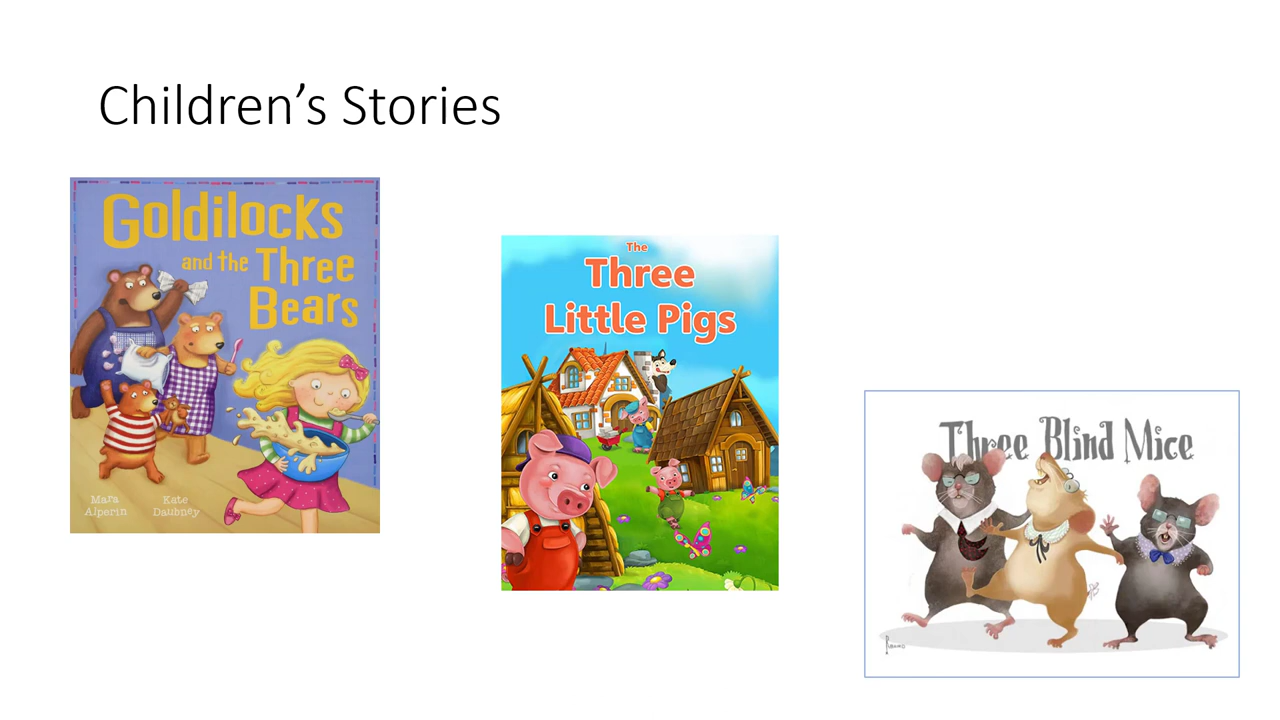 Children’s Stories
Goldilocks
and the Three
Bears
Mara
Alperin
Kate
Daubney
The
Three
Little Pigs
Three Blind Mice